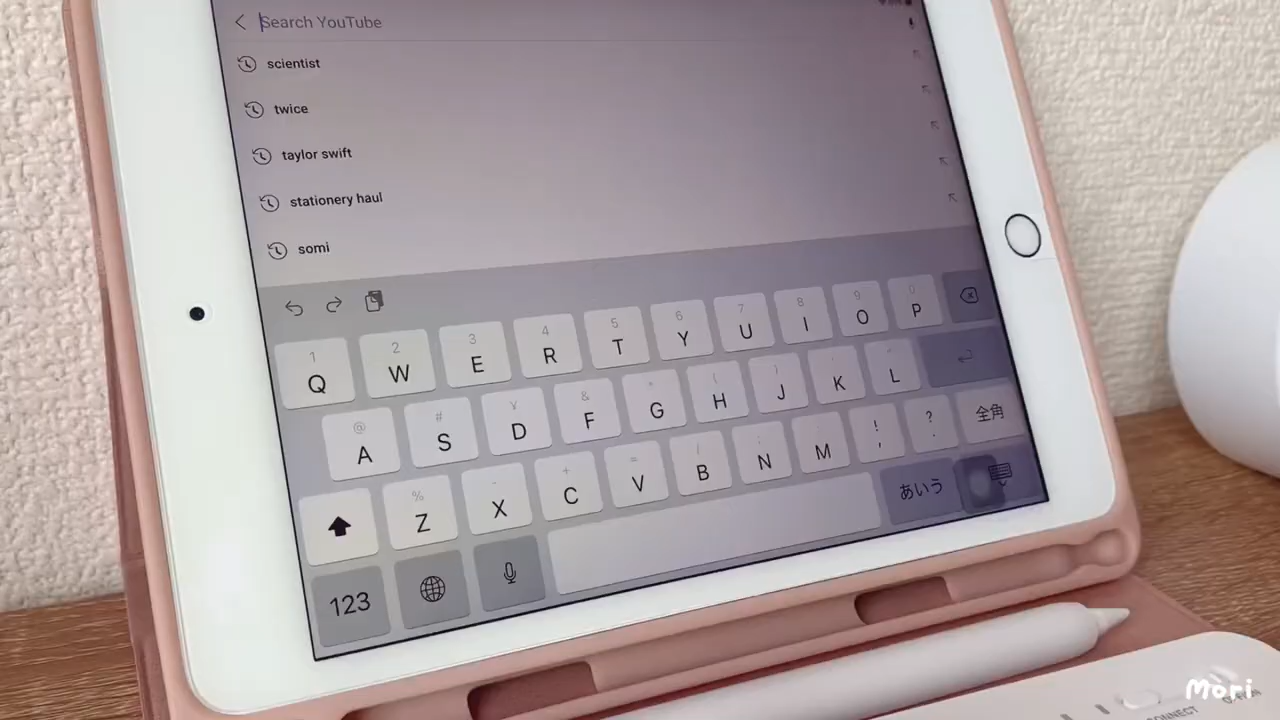 Search YouTube
scientist
twice
taylor swift
stationery haul
somi
1 2 3 4 5 6 7 8 9 0
Q W E R T Y U I O P
@ # ¥ & * ( )
A S D F G H J K L
% - + = / ; : ! ?
Z X C V B N M , . 全角
123 あいう
CONNECT
Mori